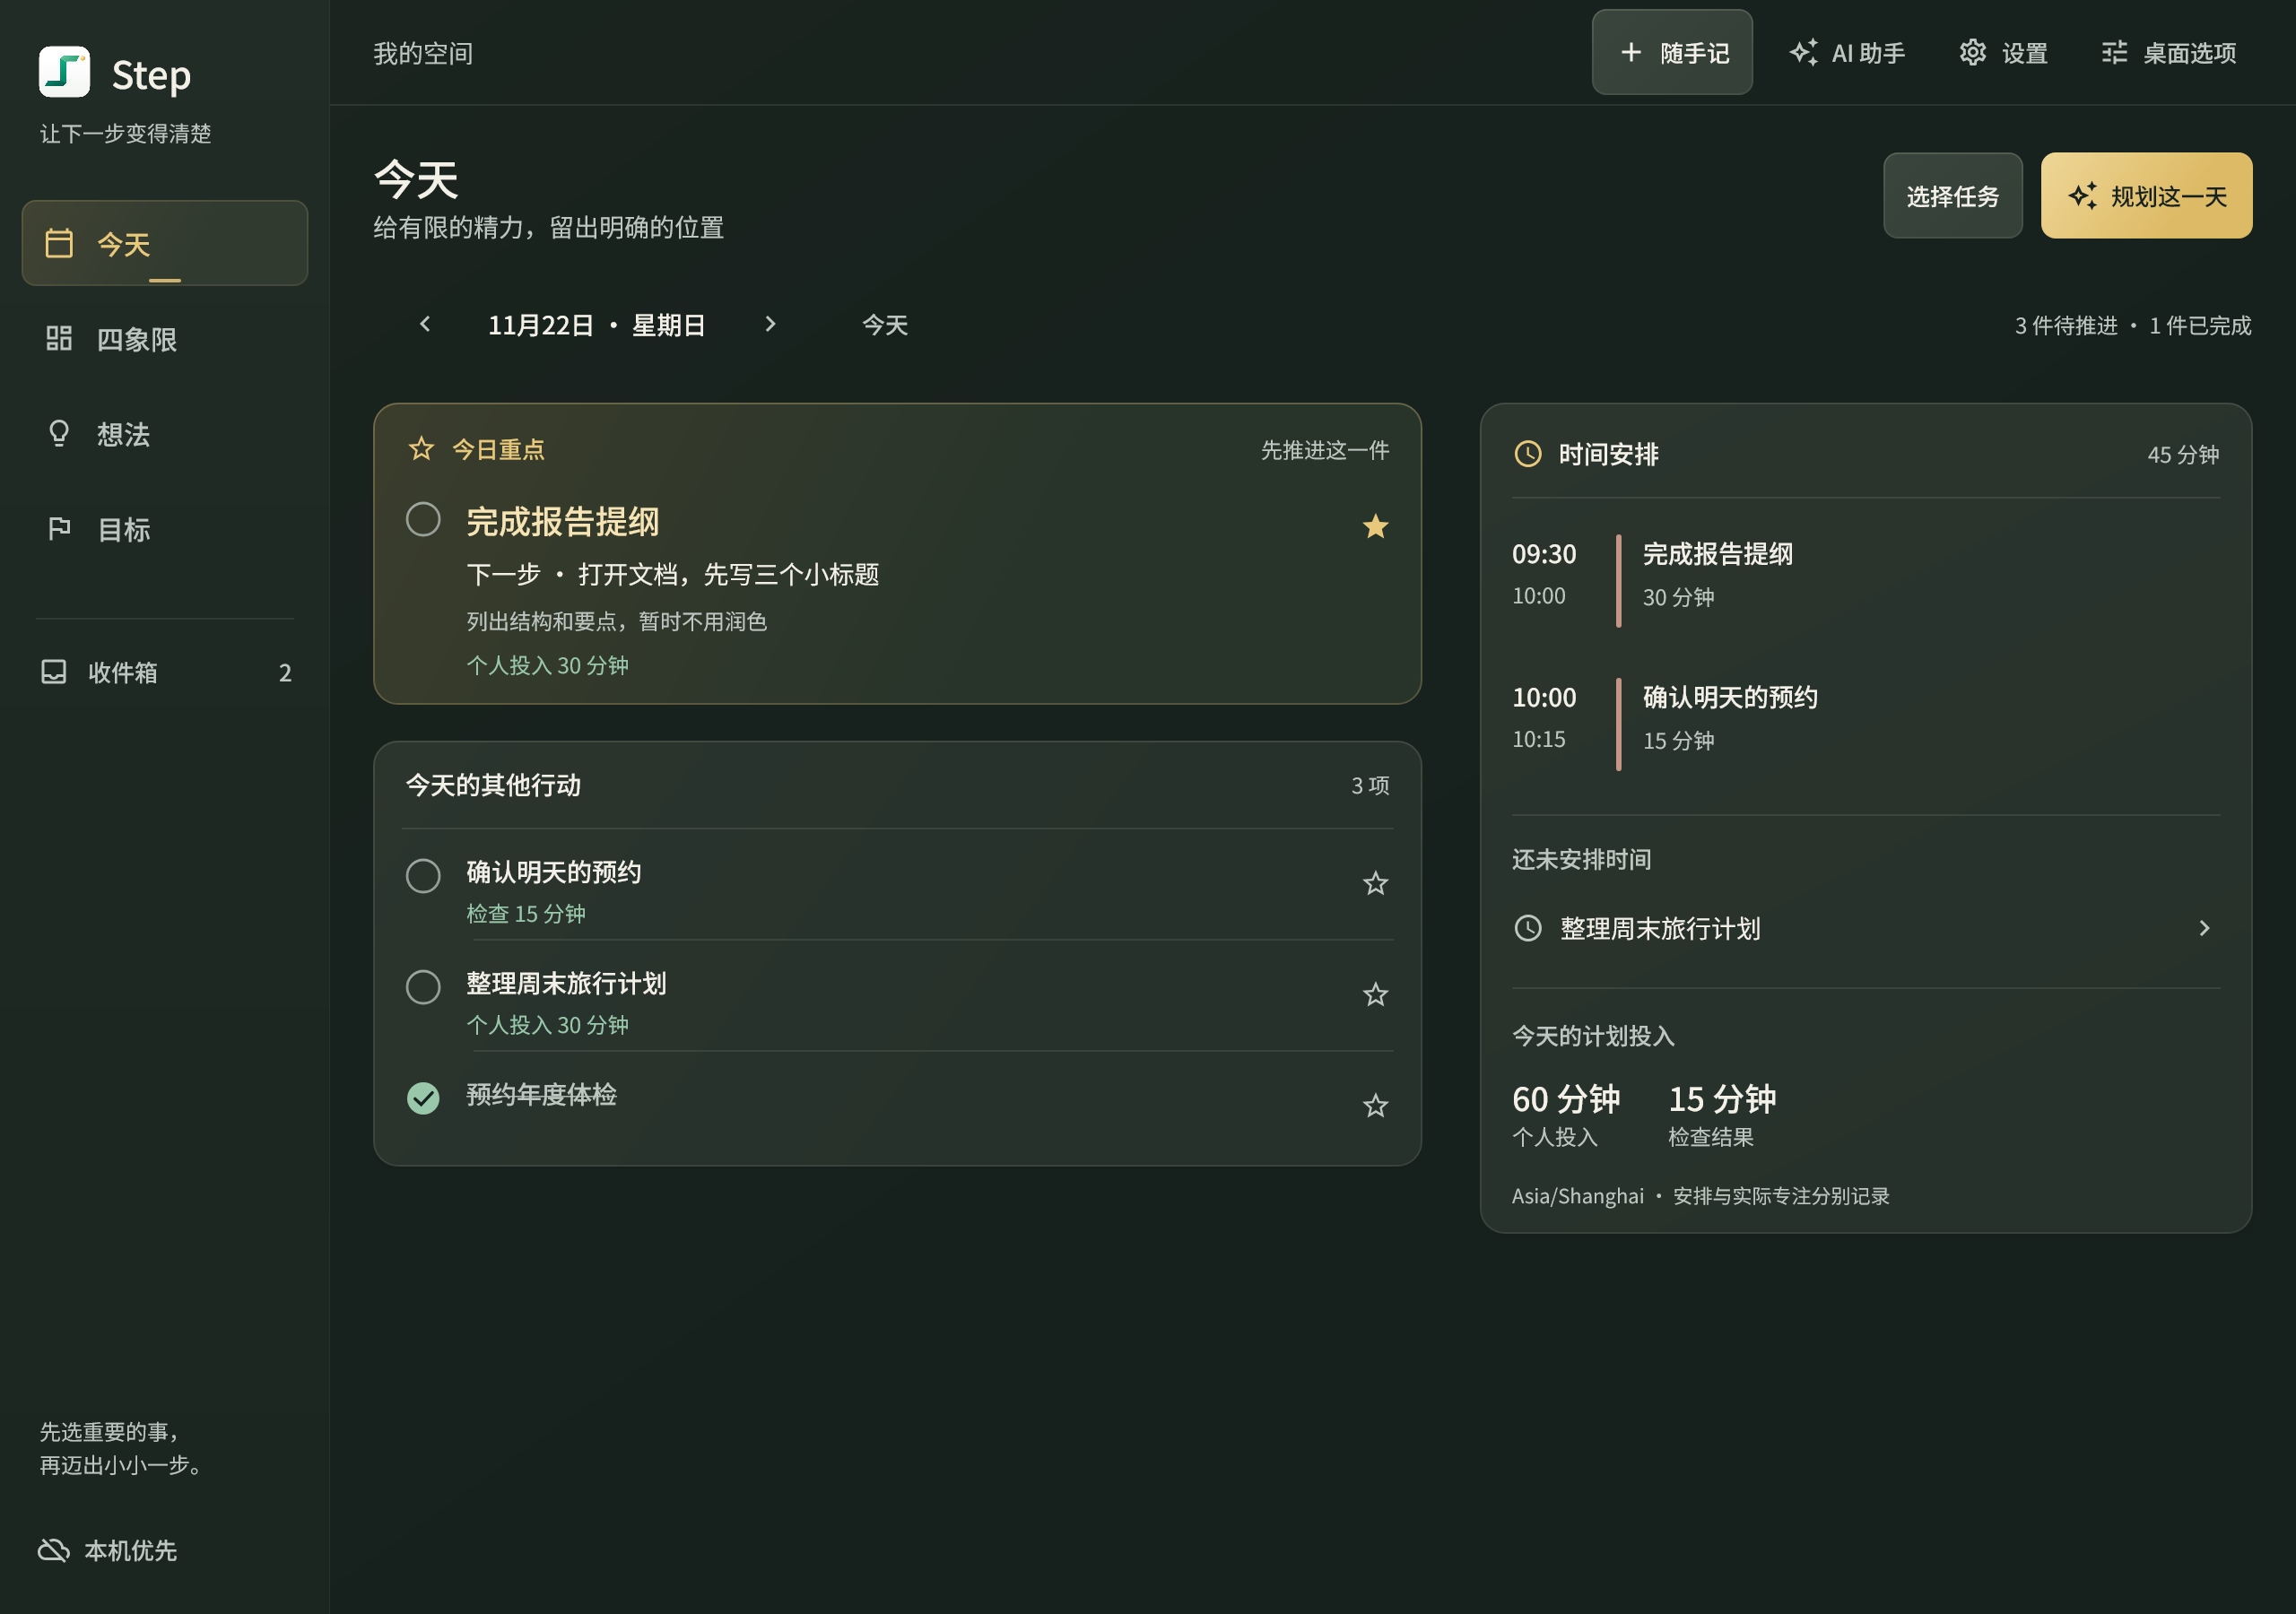 Step
让下一步变得清楚
今天
四象限
想法
目标
收件箱 2
先选重要的事，
再迈出小小一步。
本机优先
我的空间
随手记
AI 助手
设置
桌面选项
今天
给有限的精力，留出明确的位置
选择任务
规划这一天
11月22日 · 星期日
今天
3 件待推进 · 1 件已完成
今日重点
先推进这一件
完成报告提纲
下一步 · 打开文档，先写三个小标题
列出结构和要点，暂时不用润色
个人投入 30 分钟
今天的其他行动
3 项
确认明天的预约
检查 15 分钟
整理周末旅行计划
个人投入 30 分钟
预约年度体检
时间安排
45 分钟
09:30 完成报告提纲
10:00 30 分钟
10:00 确认明天的预约
10:15 15 分钟
还未安排时间
整理周末旅行计划
今天的计划投入
60 分钟 15 分钟
个人投入 检查结果
Asia/Shanghai · 安排与实际专注分别记录